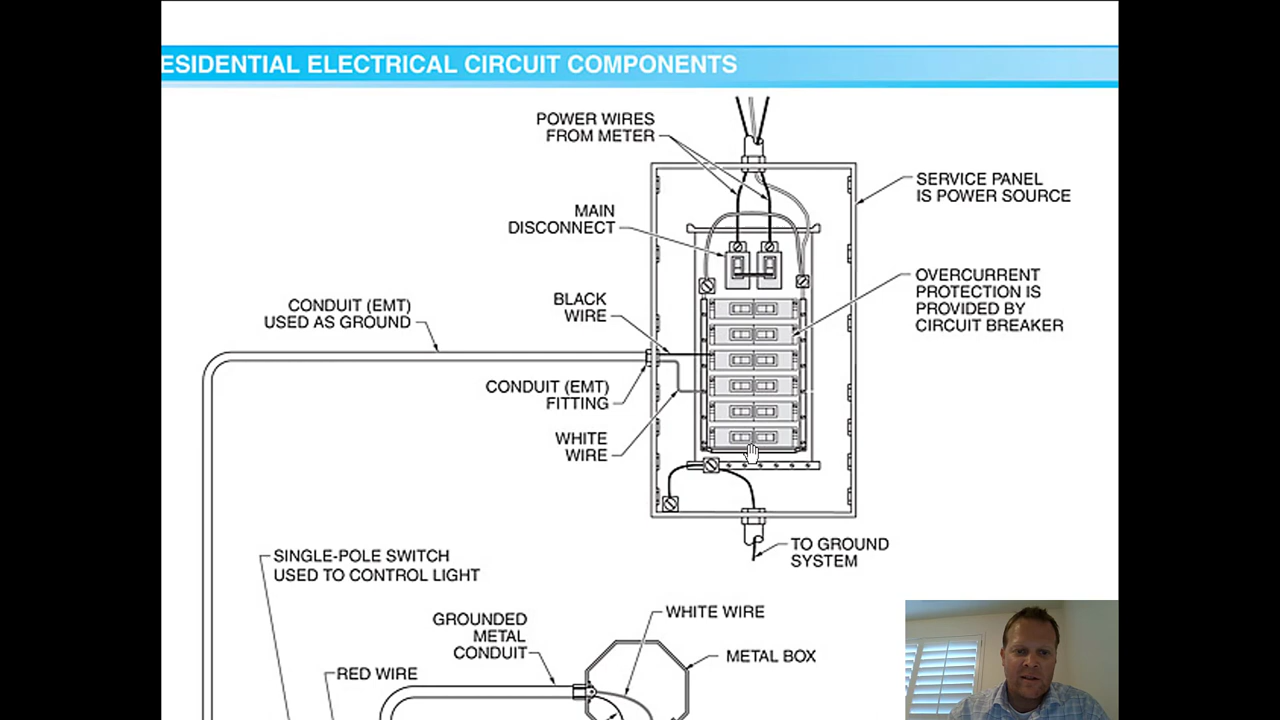 ESIDENTIAL ELECTRICAL CIRCUIT COMPONENTS
POWER WIRES
FROM METER
SERVICE PANEL
IS POWER SOURCE
MAIN
DISCONNECT
OVERCURRENT
PROTECTION IS
PROVIDED BY
CIRCUIT BREAKER
BLACK
WIRE
CONDUIT (EMT)
USED AS GROUND
CONDUIT (EMT)
FITTING
WHITE
WIRE
TO GROUND
SYSTEM
SINGLE-POLE SWITCH
USED TO CONTROL LIGHT
GROUNDED
METAL
CONDUIT
WHITE WIRE
METAL BOX
RED WIRE